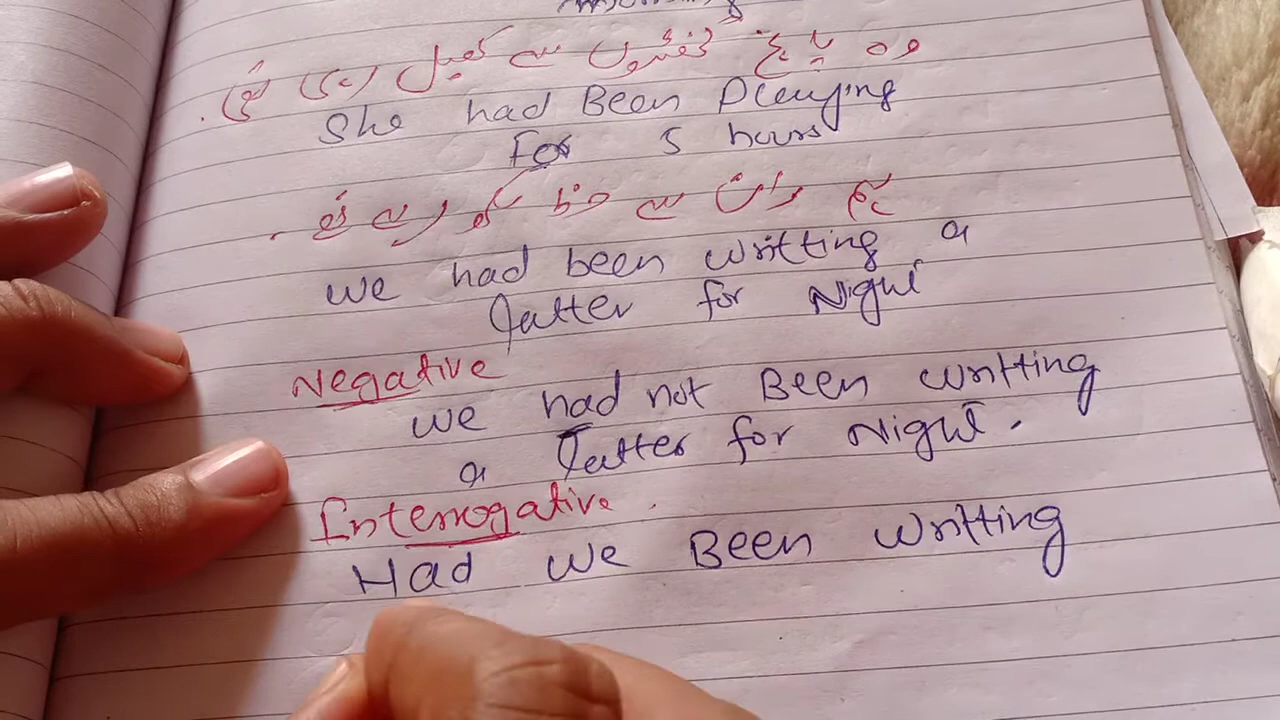 وہ پانچ گھنٹوں سے کھیل رہی تھی.
She had Been Playing
for 5 hours
ہم رات سے خط لکھ رہے تھے.
we had been writting a
latter for Night
Negative
we had not Been writting
a latter for Night.
Interrogative.
Had we Been writting